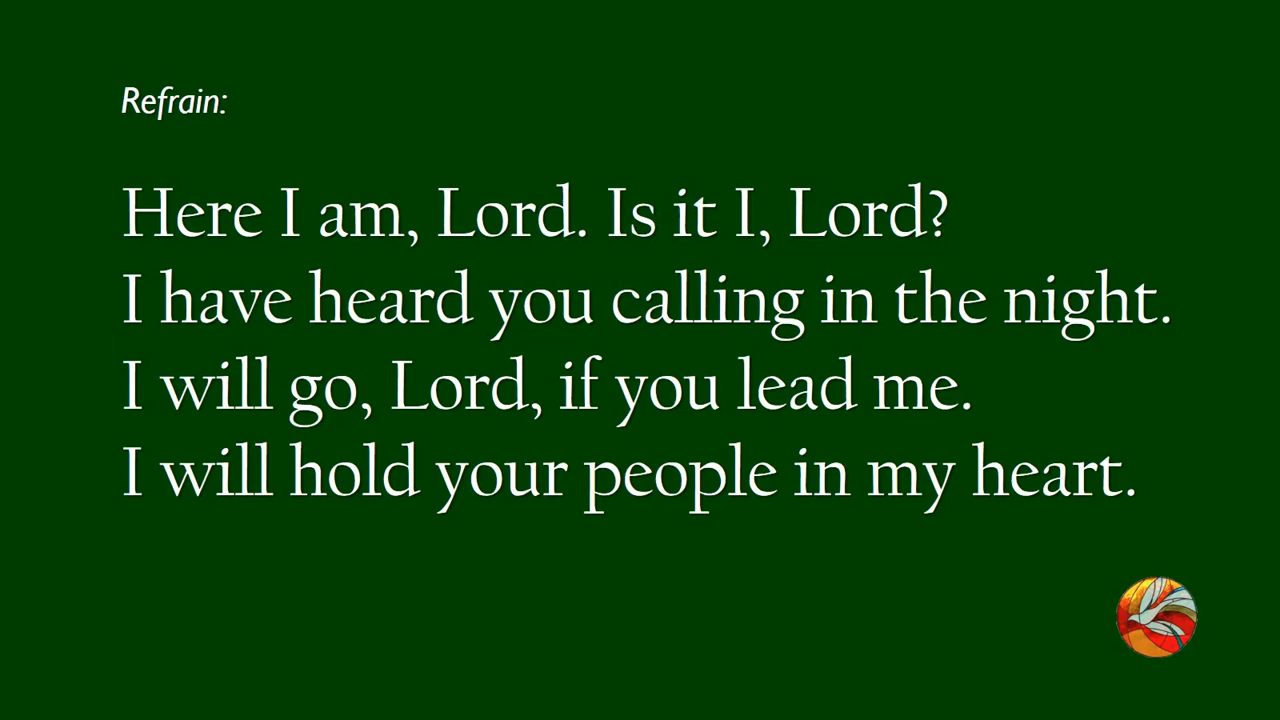 Refrain:
Here I am, Lord. Is it I, Lord?
I have heard you calling in the night.
I will go, Lord, if you lead me.
I will hold your people in my heart.